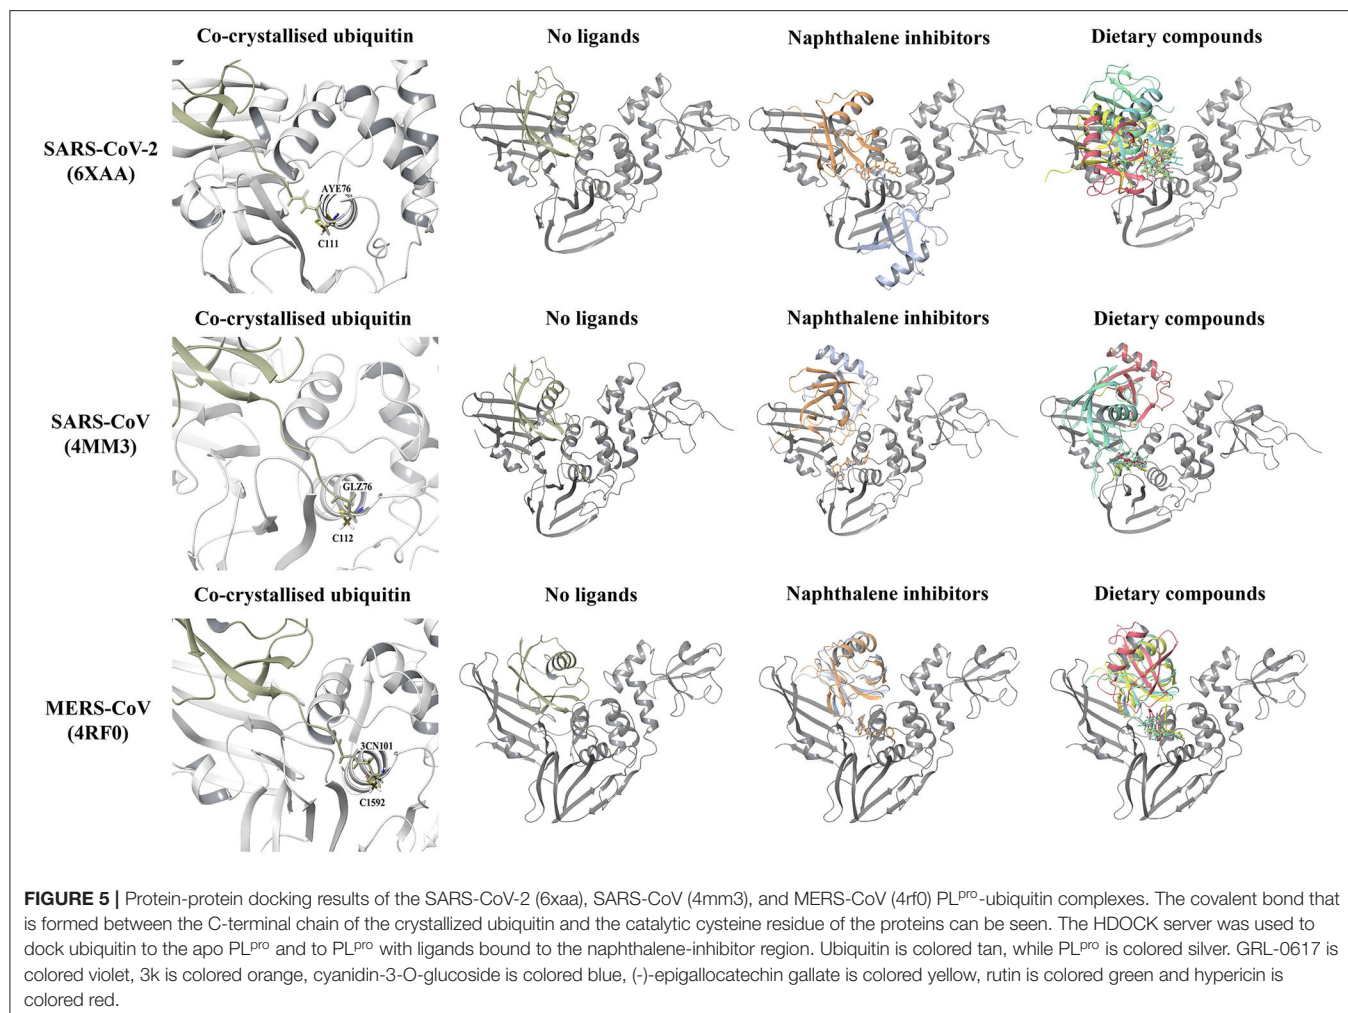 Co-crystallised ubiquitin
No ligands
Naphthalene inhibitors
Dietary compounds
SARS-CoV-2
(6XAA)
AYE76
C111
Co-crystallised ubiquitin
No ligands
Naphthalene inhibitors
Dietary compounds
SARS-CoV
(4MM3)
GLZ76
C112
Co-crystallised ubiquitin
No ligands
Naphthalene inhibitors
Dietary compounds
MERS-CoV
(4RF0)
3CN101
C1592
FIGURE 5 | Protein-protein docking results of the SARS-CoV-2 (6xaa), SARS-CoV (4mm3), and MERS-CoV (4rf0) PLpro-ubiquitin complexes. The covalent bond that
is formed between the C-terminal chain of the crystallized ubiquitin and the catalytic cysteine residue of the proteins can be seen. The HDOCK server was used to
dock ubiquitin to the apo PLpro and to PLpro with ligands bound to the naphthalene-inhibitor region. Ubiquitin is colored tan, while PLpro is colored silver. GRL-0617 is
colored violet, 3k is colored orange, cyanidin-3-O-glucoside is colored blue, (-)-epigallocatechin gallate is colored yellow, rutin is colored green and hypericin is
colored red.